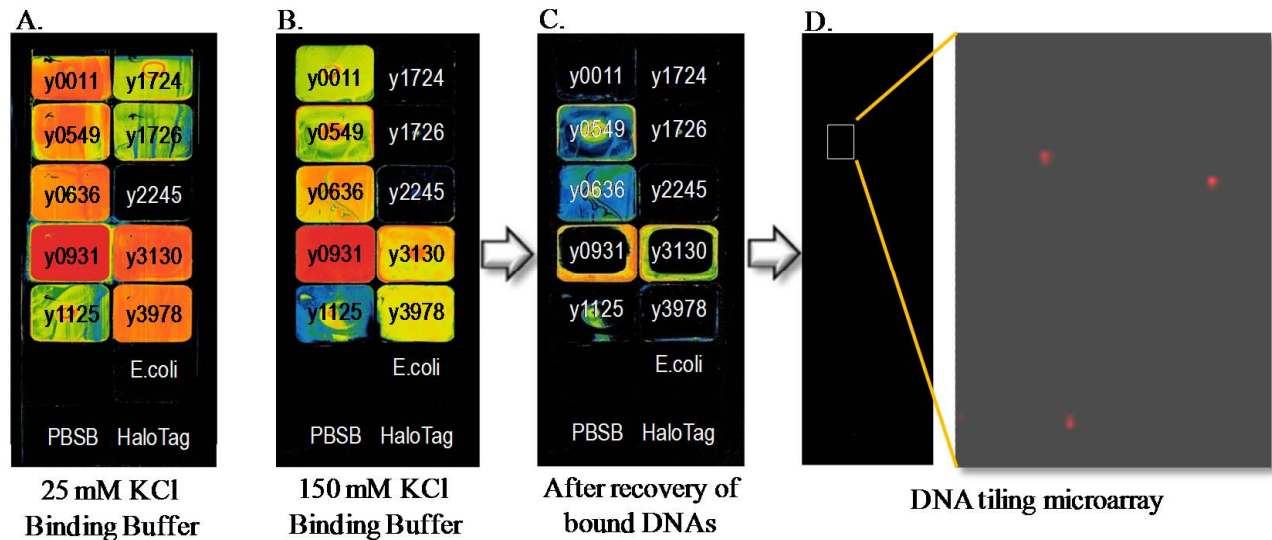 A.
B.
C.
D.
y0011 y1724
y0549 y1726
y0636 y2245
y0931 y3130
y1125 y3978
E.coli
PBSB HaloTag
25 mM KCl
Binding Buffer
y0011 y1724
y0549 y1726
y0636 y2245
y0931 y3130
y1125 y3978
E.coli
PBSB HaloTag
150 mM KCl
Binding Buffer
y0011 y1724
y0549 y1726
y0636 y2245
y0931 y3130
y1125 y3978
E.coli
PBSB HaloTag
After recovery of
bound DNAs
DNA tiling microarray